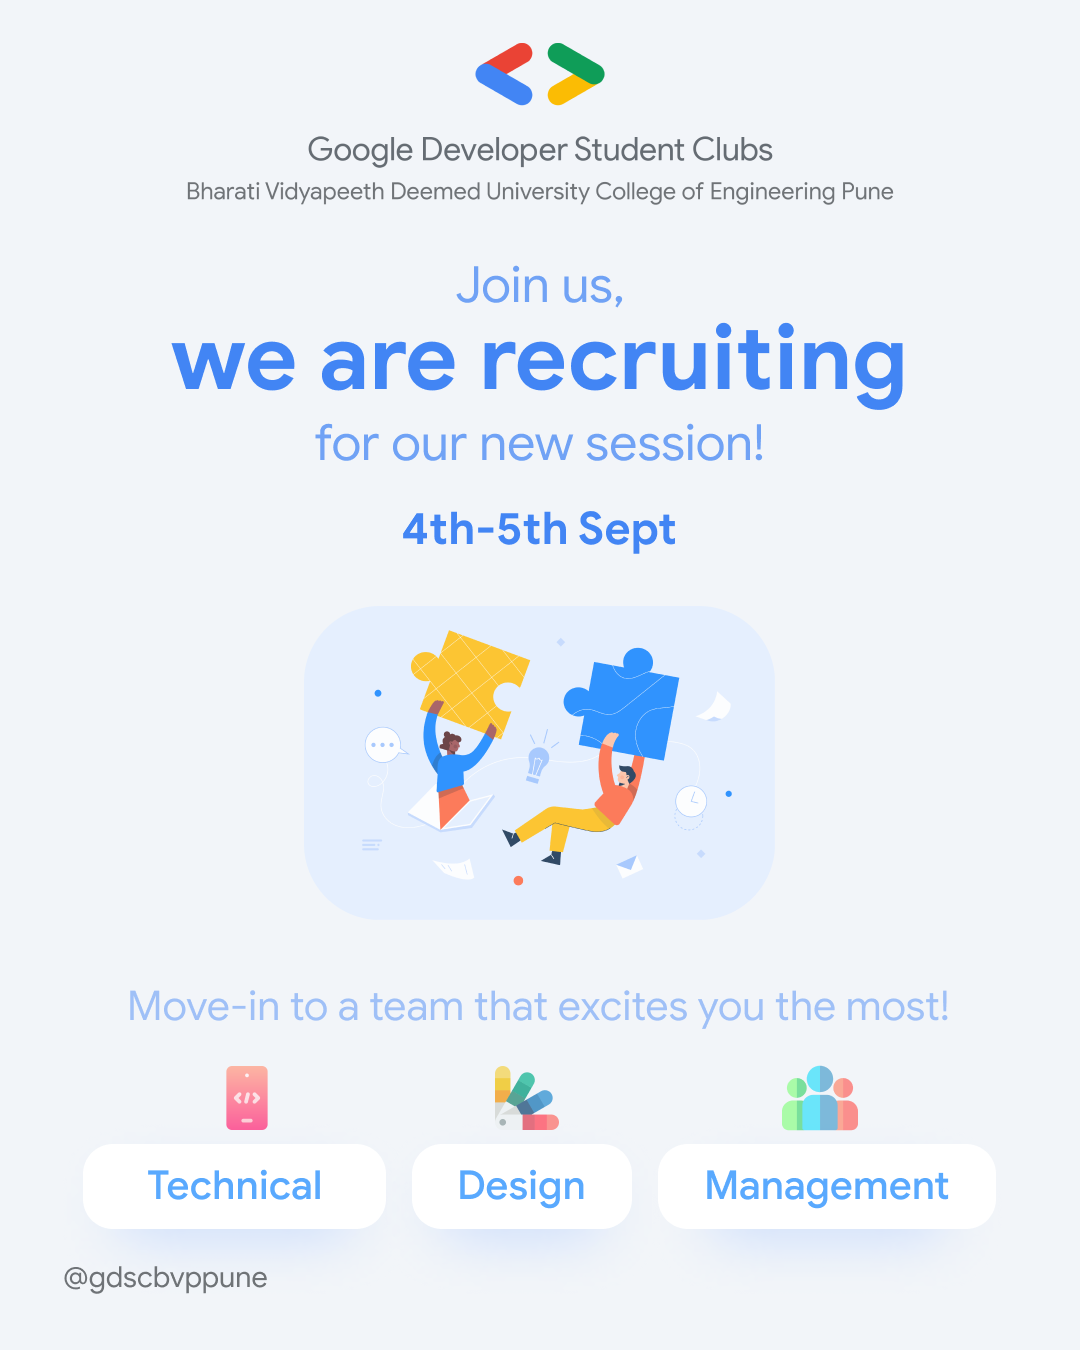 Google Developer Student Clubs
Bharati Vidyapeeth Deemed University College of Engineering Pune
Join us,
we are recruiting
for our new session!
4th-5th Sept
Move-in to a team that excites you the most!
Technical
Design
Management
@gdscbvppune